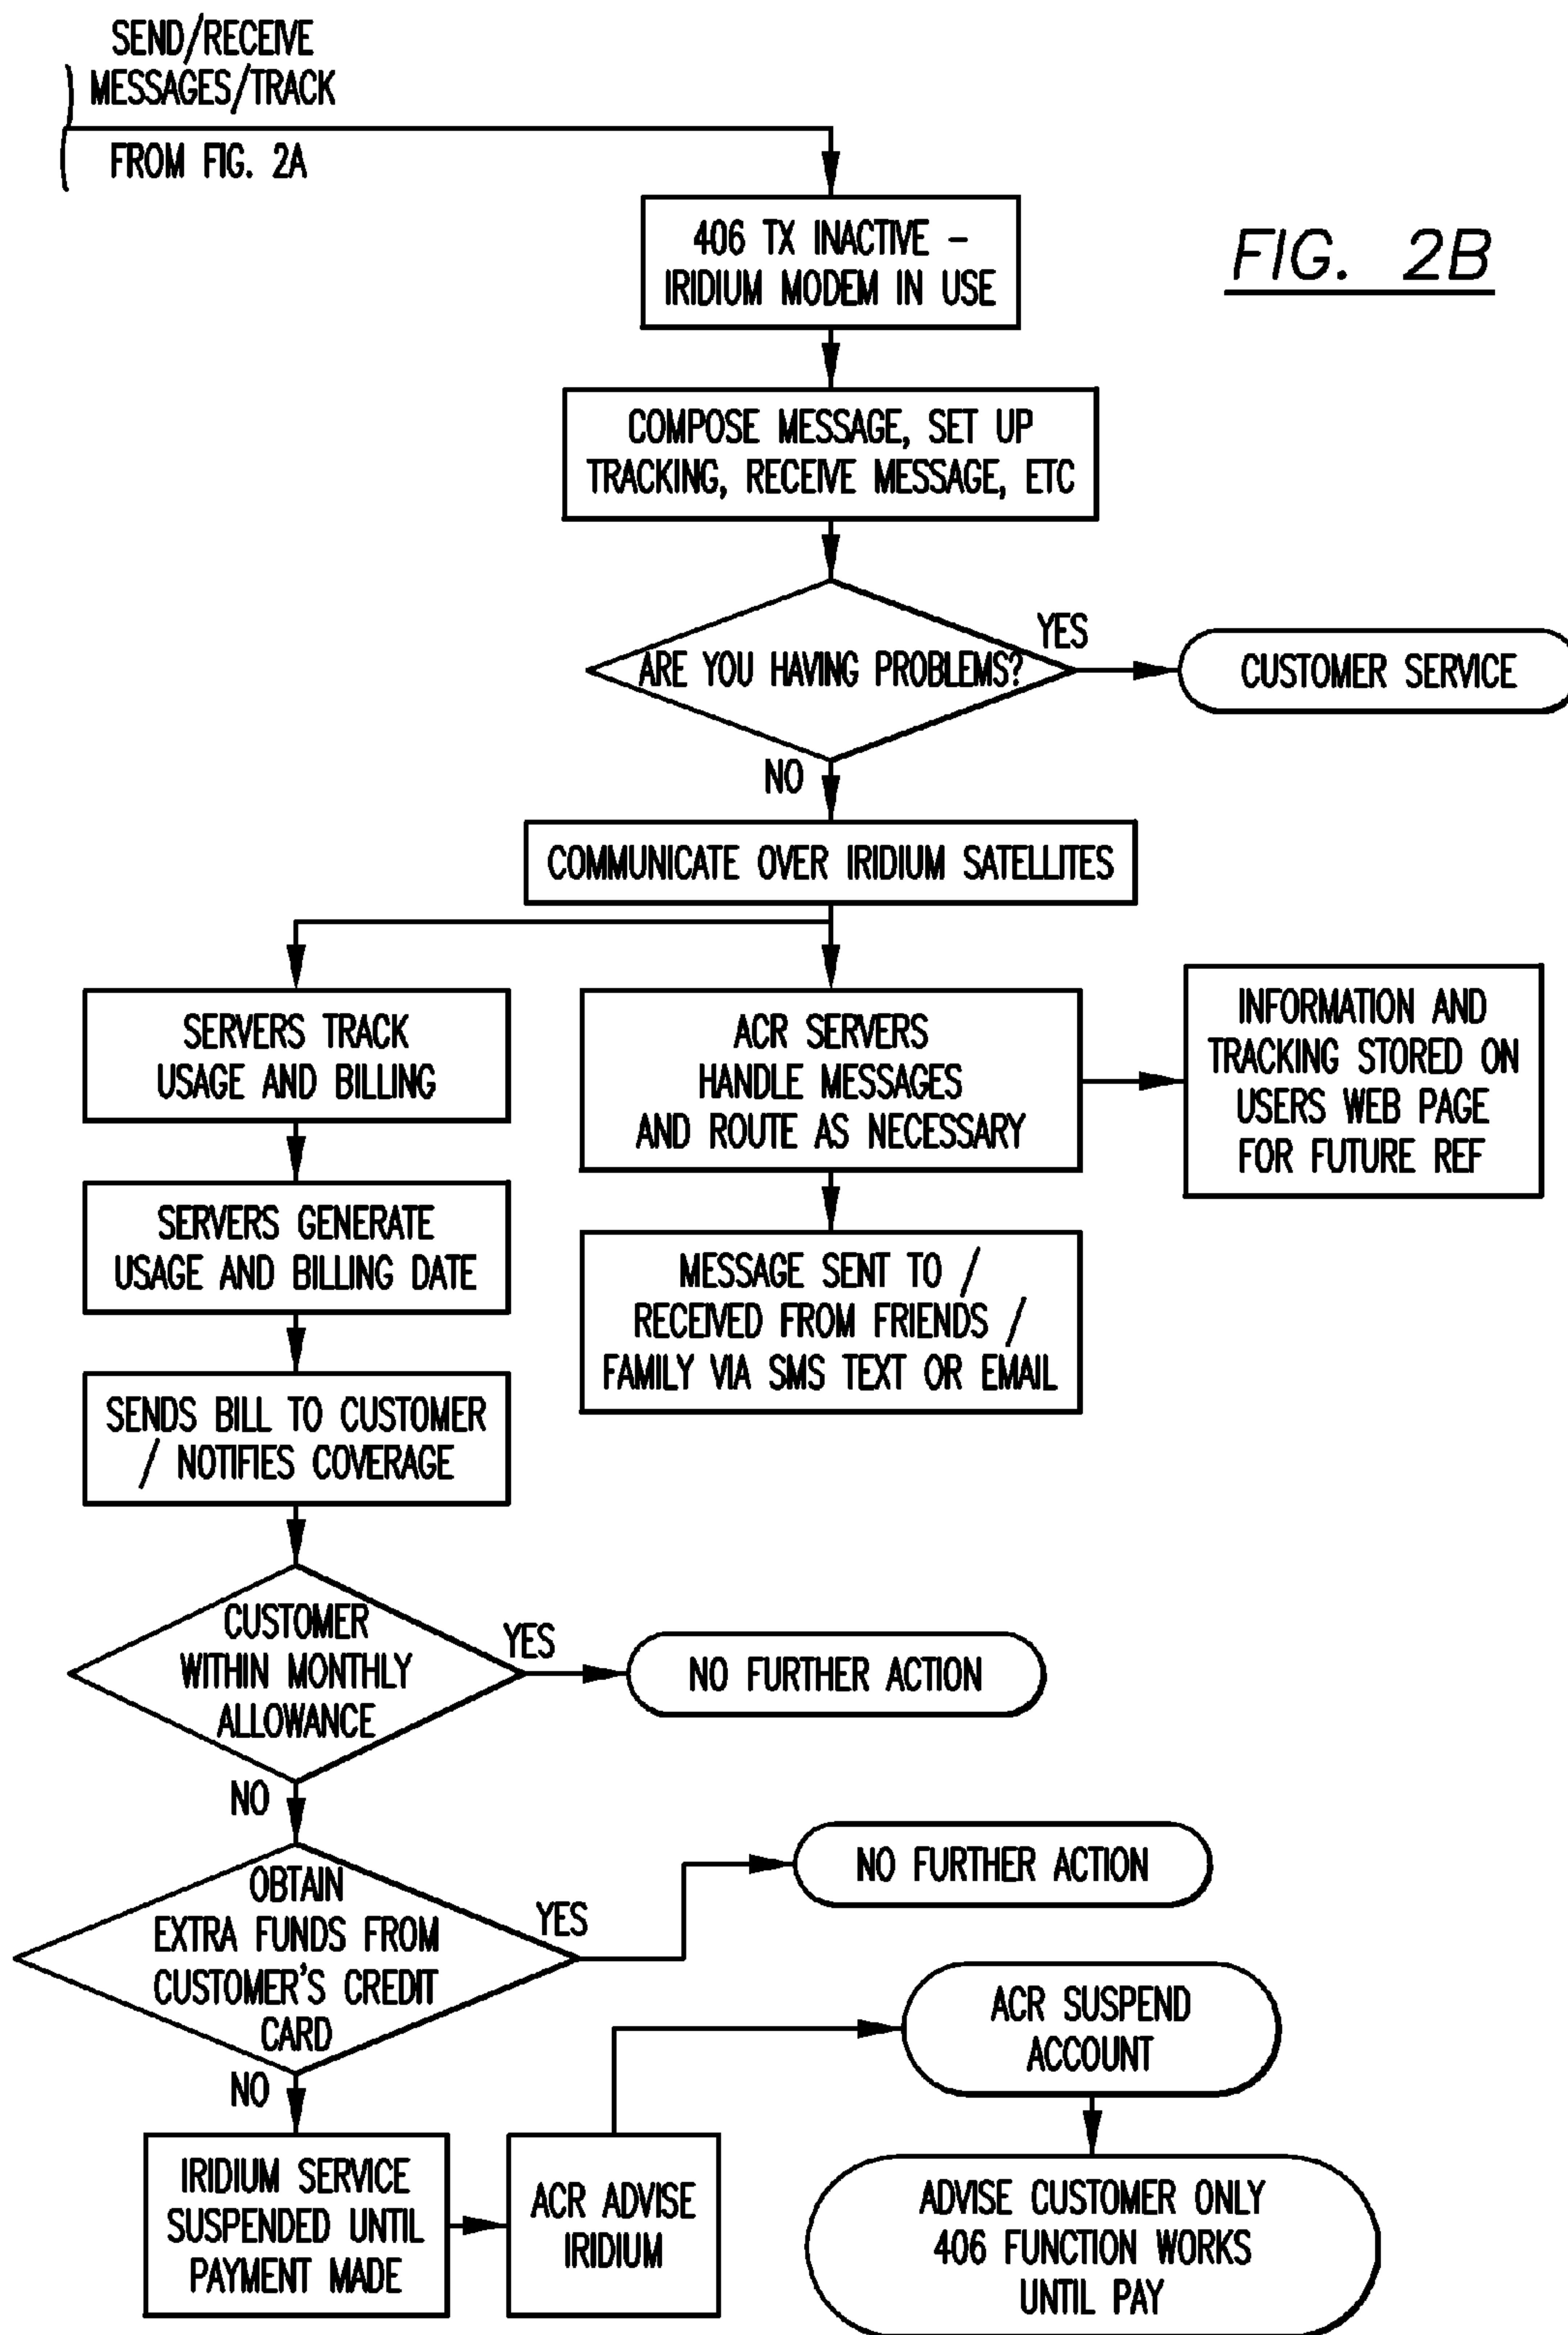 SEND/RECEIVE
MESSAGES/TRACK
FROM FIG. 2A
FIG. 2B
406 TX INACTIVE –
IRIDIUM MODEM IN USE
COMPOSE MESSAGE, SET UP
TRACKING, RECEIVE MESSAGE, ETC
ARE YOU HAVING PROBLEMS?
YES
CUSTOMER SERVICE
NO
COMMUNICATE OVER IRIDIUM SATELLITES
SERVERS TRACK
USAGE AND BILLING
ACR SERVERS
HANDLE MESSAGES
AND ROUTE AS NECESSARY
INFORMATION AND
TRACKING STORED ON
USERS WEB PAGE
FOR FUTURE REF
SERVERS GENERATE
USAGE AND BILLING DATE
MESSAGE SENT TO /
RECEIVED FROM FRIENDS /
FAMILY VIA SMS TEXT OR EMAIL
SENDS BILL TO CUSTOMER
/ NOTIFIES COVERAGE
CUSTOMER
WITHIN MONTHLY
ALLOWANCE
YES
NO FURTHER ACTION
NO
OBTAIN
EXTRA FUNDS FROM
CUSTOMER'S CREDIT
CARD
YES
NO FURTHER ACTION
NO
IRIDIUM SERVICE
SUSPENDED UNTIL
PAYMENT MADE
ACR ADVISE
IRIDIUM
ACR SUSPEND
ACCOUNT
ADVISE CUSTOMER ONLY
406 FUNCTION WORKS
UNTIL PAY